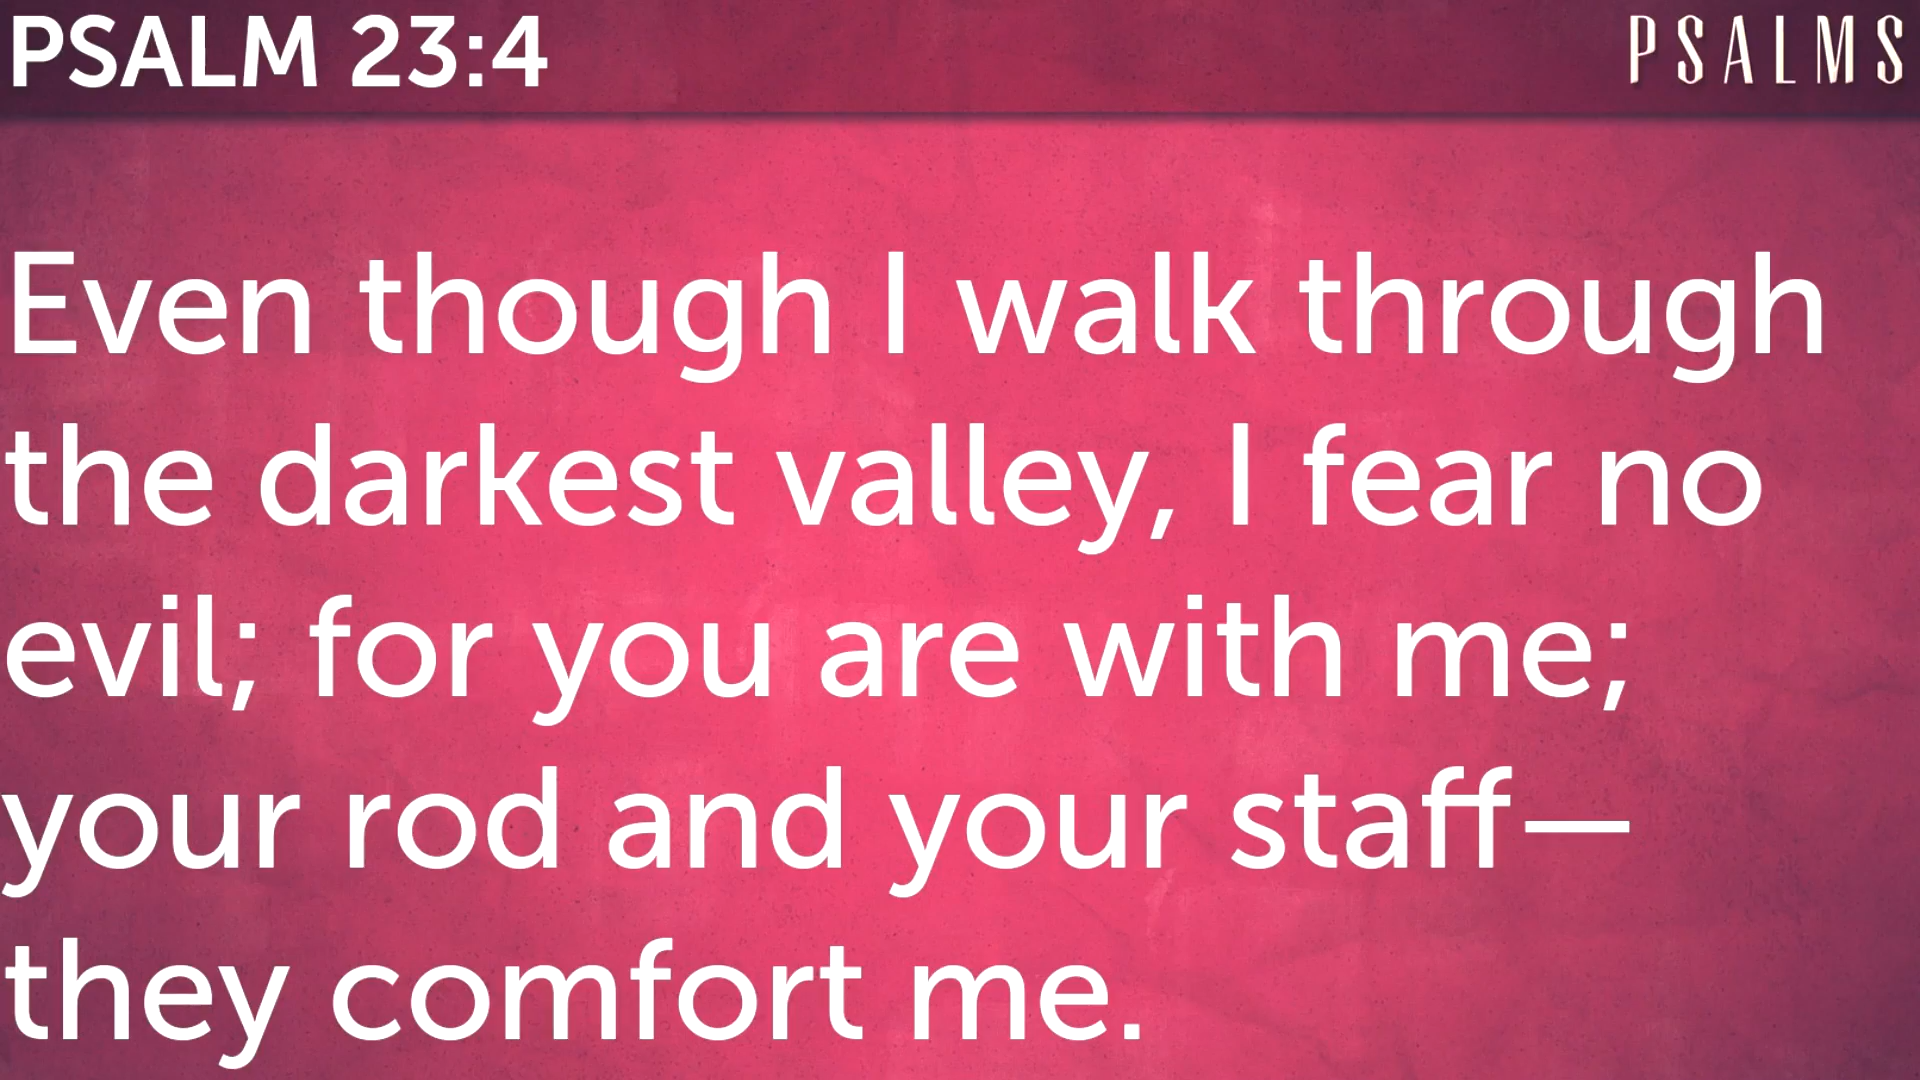 PSALM 23:4
PSALMS
Even though I walk through
the darkest valley, I fear no
evil; for you are with me;
your rod and your staff—
they comfort me.